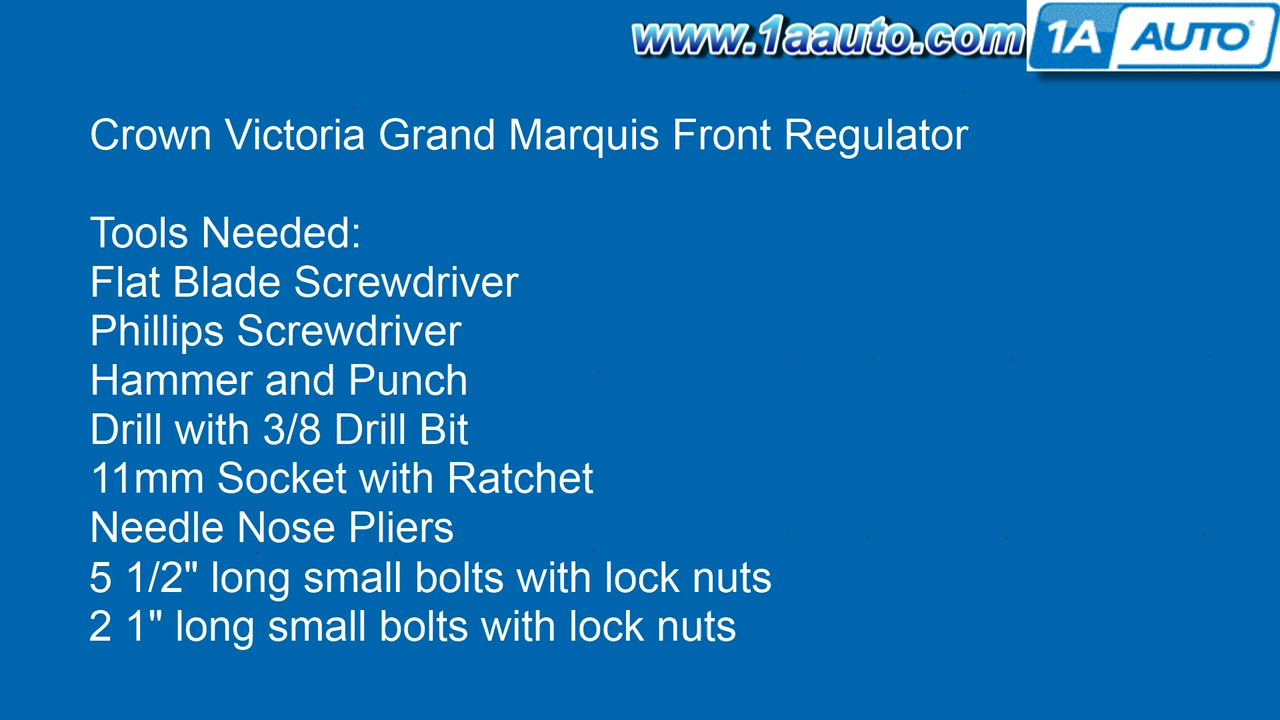 www.1aauto.com 1A AUTO®
Crown Victoria Grand Marquis Front Regulator
Tools Needed:
Flat Blade Screwdriver
Phillips Screwdriver
Hammer and Punch
Drill with 3/8 Drill Bit
11mm Socket with Ratchet
Needle Nose Pliers
5 1/2" long small bolts with lock nuts
2 1" long small bolts with lock nuts